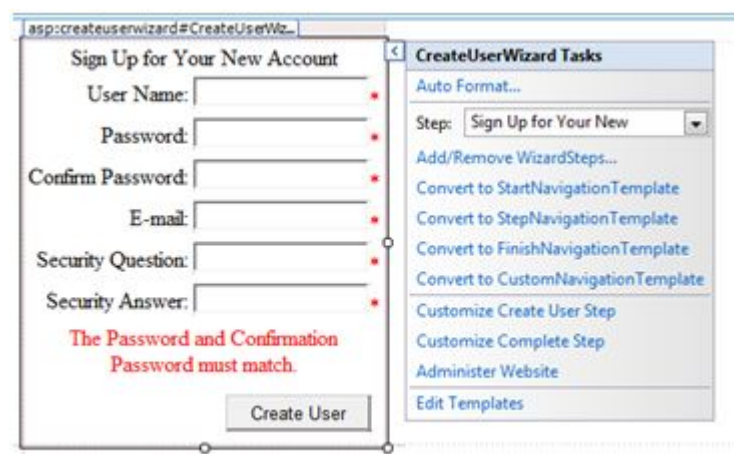 asp:createuserwizard#CreateUserWiz...
Sign Up for Your New Account
User Name: *
Password: *
Confirm Password: *
E-mail: *
Security Question: *
Security Answer: *
The Password and Confirmation
Password must match.
Create User
<
CreateUserWizard Tasks
Auto Format...
Step: Sign Up for Your New
Add/Remove WizardSteps...
Convert to StartNavigationTemplate
Convert to StepNavigationTemplate
Convert to FinishNavigationTemplate
Convert to CustomNavigationTemplate
Customize Create User Step
Customize Complete Step
Administer Website
Edit Templates